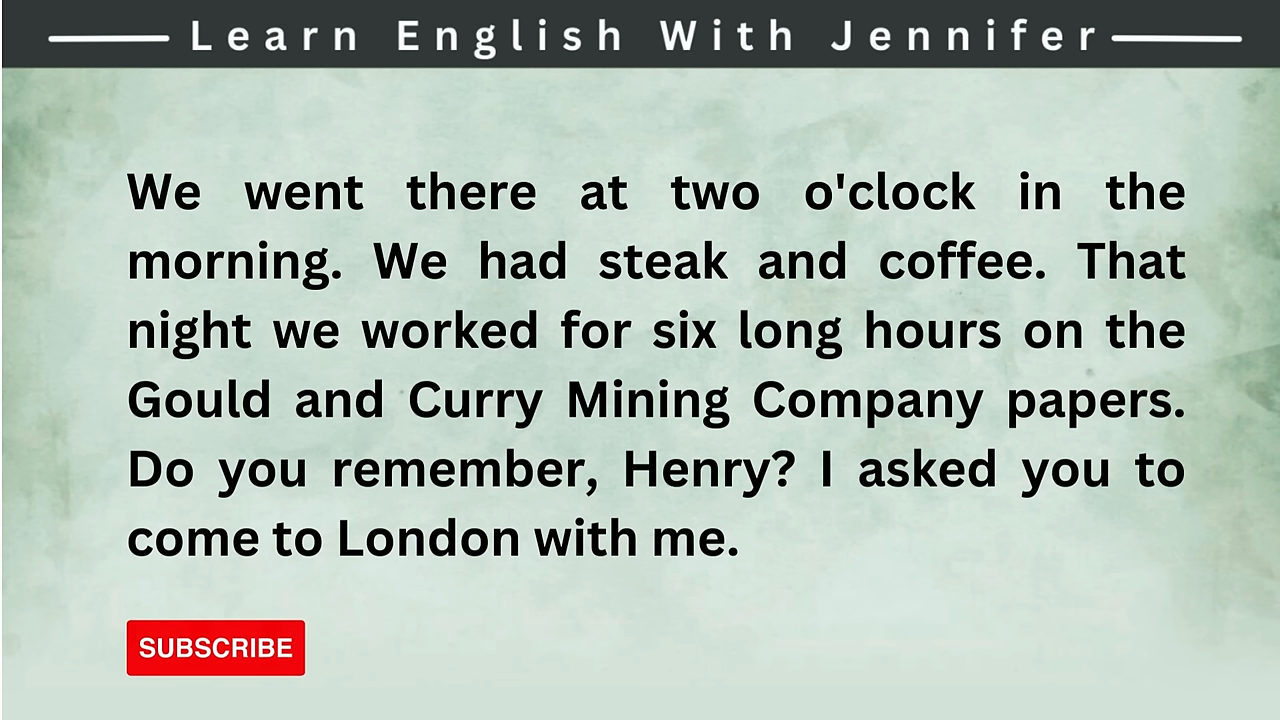 Learn English With Jennifer
We went there at two o'clock in the
morning. We had steak and coffee. That
night we worked for six long hours on the
Gould and Curry Mining Company papers.
Do you remember, Henry? I asked you to
come to London with me.
SUBSCRIBE